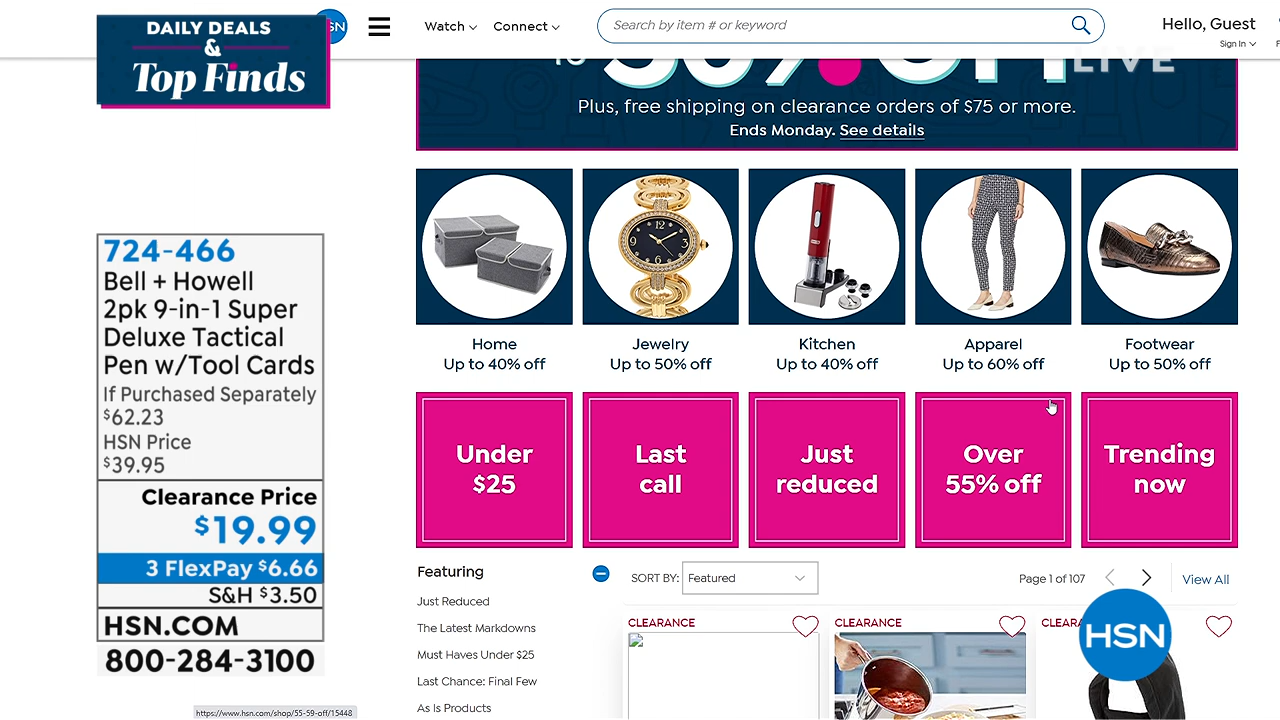 DAILY DEALS
&
Top Finds
SN
Watch
Connect
Search by item # or keyword
Hello, Guest
Sign In
LIVE
Plus, free shipping on clearance orders of $75 or more.
Ends Monday. See details
724-466
Bell + Howell
2pk 9-in-1 Super
Deluxe Tactical
Pen w/Tool Cards
If Purchased Separately
$62.23
HSN Price
$39.95
Clearance Price
$19.99
3 FlexPay $6.66
S&H $3.50
HSN.COM
800-284-3100
12
9 3
6
Home
Up to 40% off
Jewelry
Up to 50% off
Kitchen
Up to 40% off
Apparel
Up to 60% off
Footwear
Up to 50% off
Under
$25
Last
call
Just
reduced
Over
55% off
Trending
now
Featuring
Just Reduced
The Latest Markdowns
Must Haves Under $25
Last Chance: Final Few
As Is Products
SORT BY: Featured
Page 1 of 107
View All
CLEARANCE
CLEARANCE
CLEARA
HSN
https://www.hsn.com/shop/55-59-off/15448